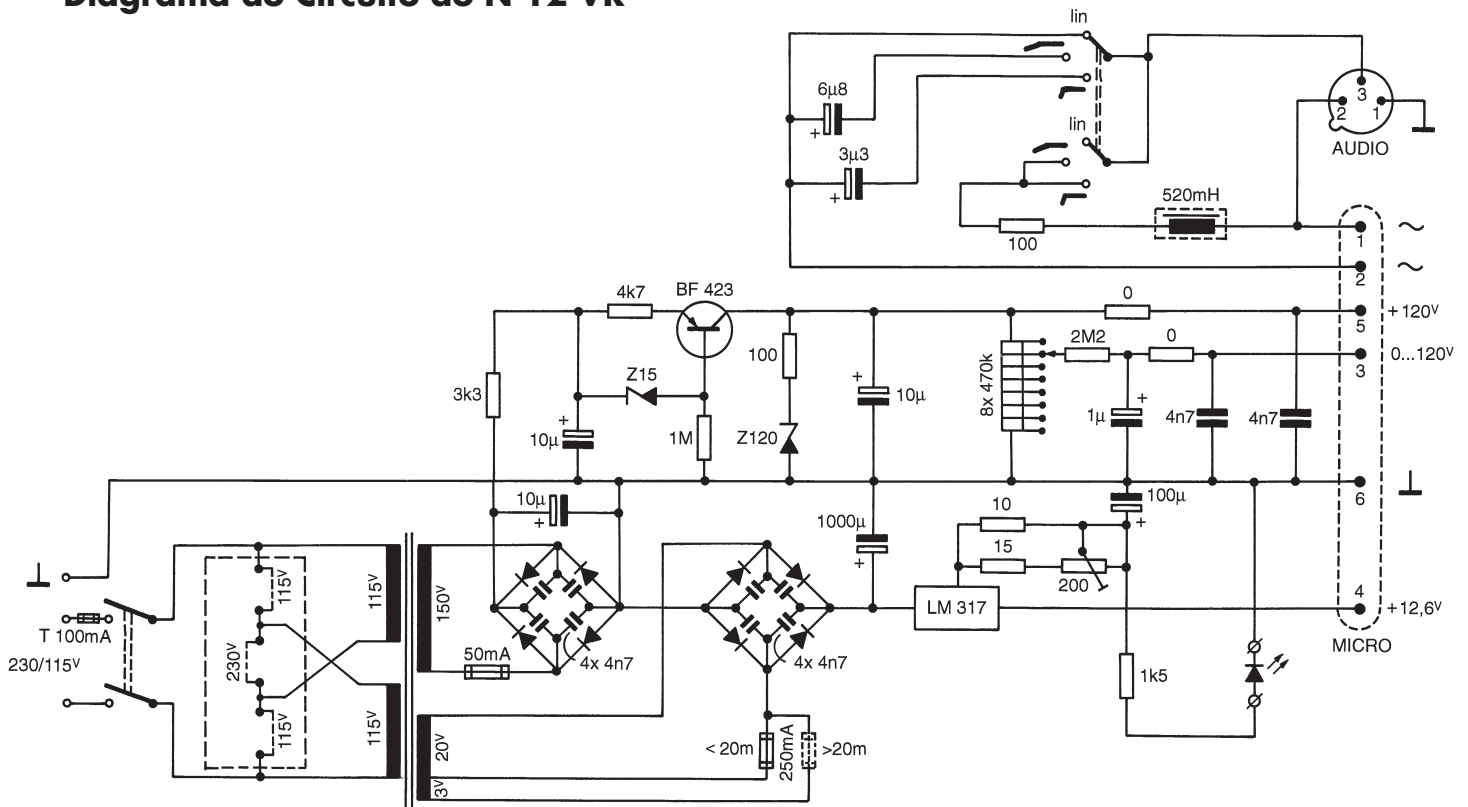 Diagrama do Circuito do N 12 VR
lin
6µ8
+
3
2
1
lin
AUDIO
3µ3
+
520mH
100
1
2
4k7
BF 423
0
5
+120V
2M2
0
0...120V
3
3k3
Z15
100
+
10µ
8x 470k
+
1µ
4n7
4n7
+
10µ
1M
Z120
6
10µ
+
1000µ
+
10
100µ
+
15
200
4
LM 317
+12,6V
MICRO
115V
115V
150V
T 100mA
230/115V
230V
50mA
4x 4n7
4x 4n7
1k5
115V
115V
20V
3V
< 20m
250mA
>20m